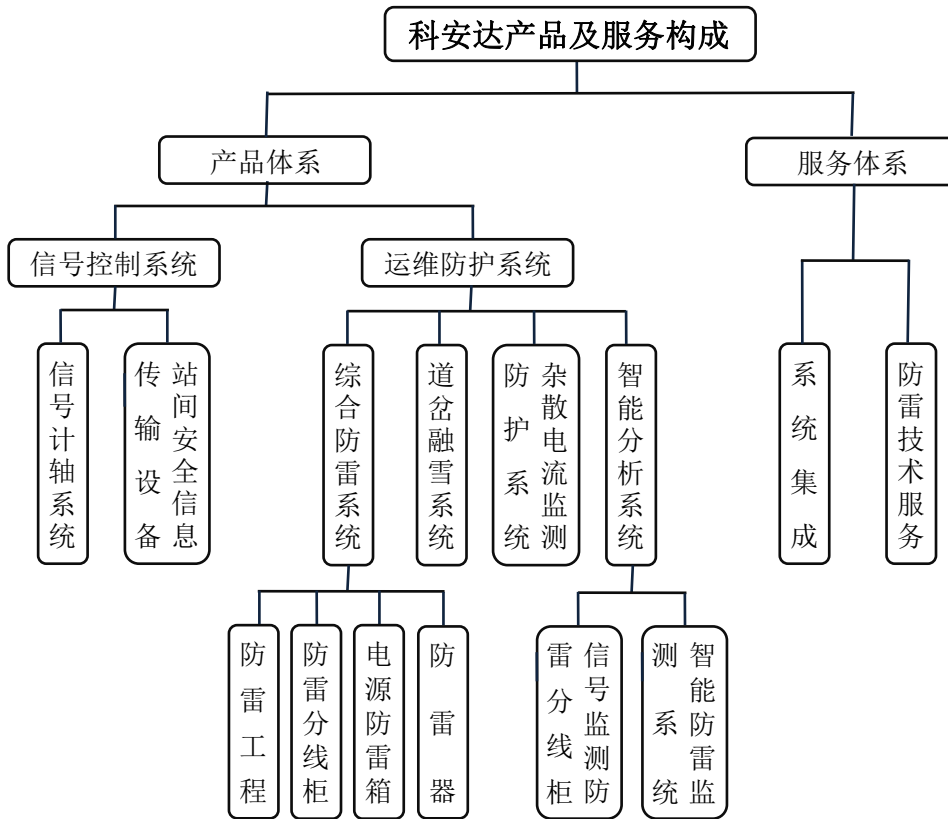 科安达产品及服务构成
产品体系
服务体系
信号控制系统
运维防护系统
信号计轴系统
站间安全信息
传输设备
综合防雷系统
道岔融雪系统
杂散电流监测
防护系统
智能分析系统
系统集成
防雷技术服务
防雷工程
防雷分线柜
电源防雷箱
防雷器
信号监测防
雷分线柜
智能防雷监
测系统